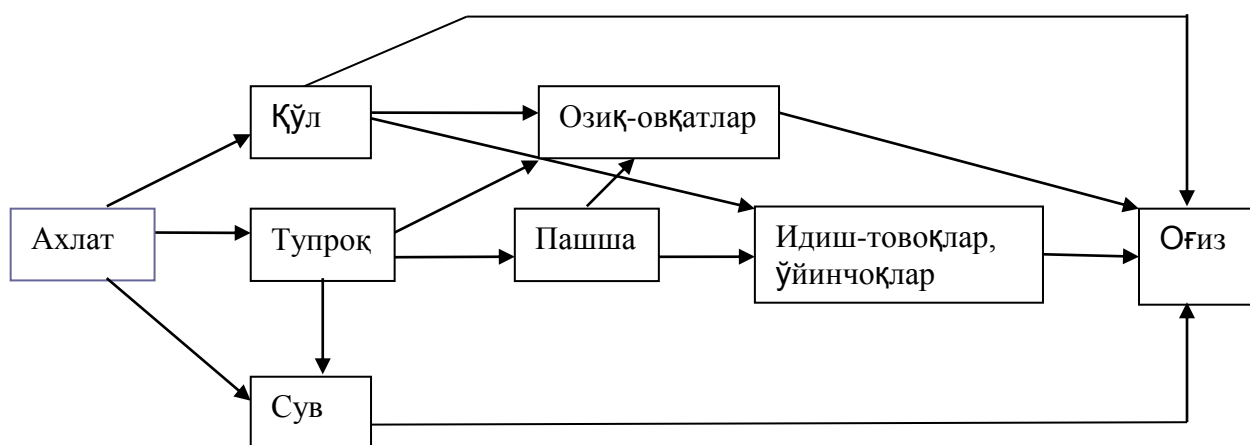 Қўл
Озиқ-овқатлар
Ахлат
Тупроқ
Пашша
Идиш-товоқлар,
ўйинчоқлар
Оғиз
Сув